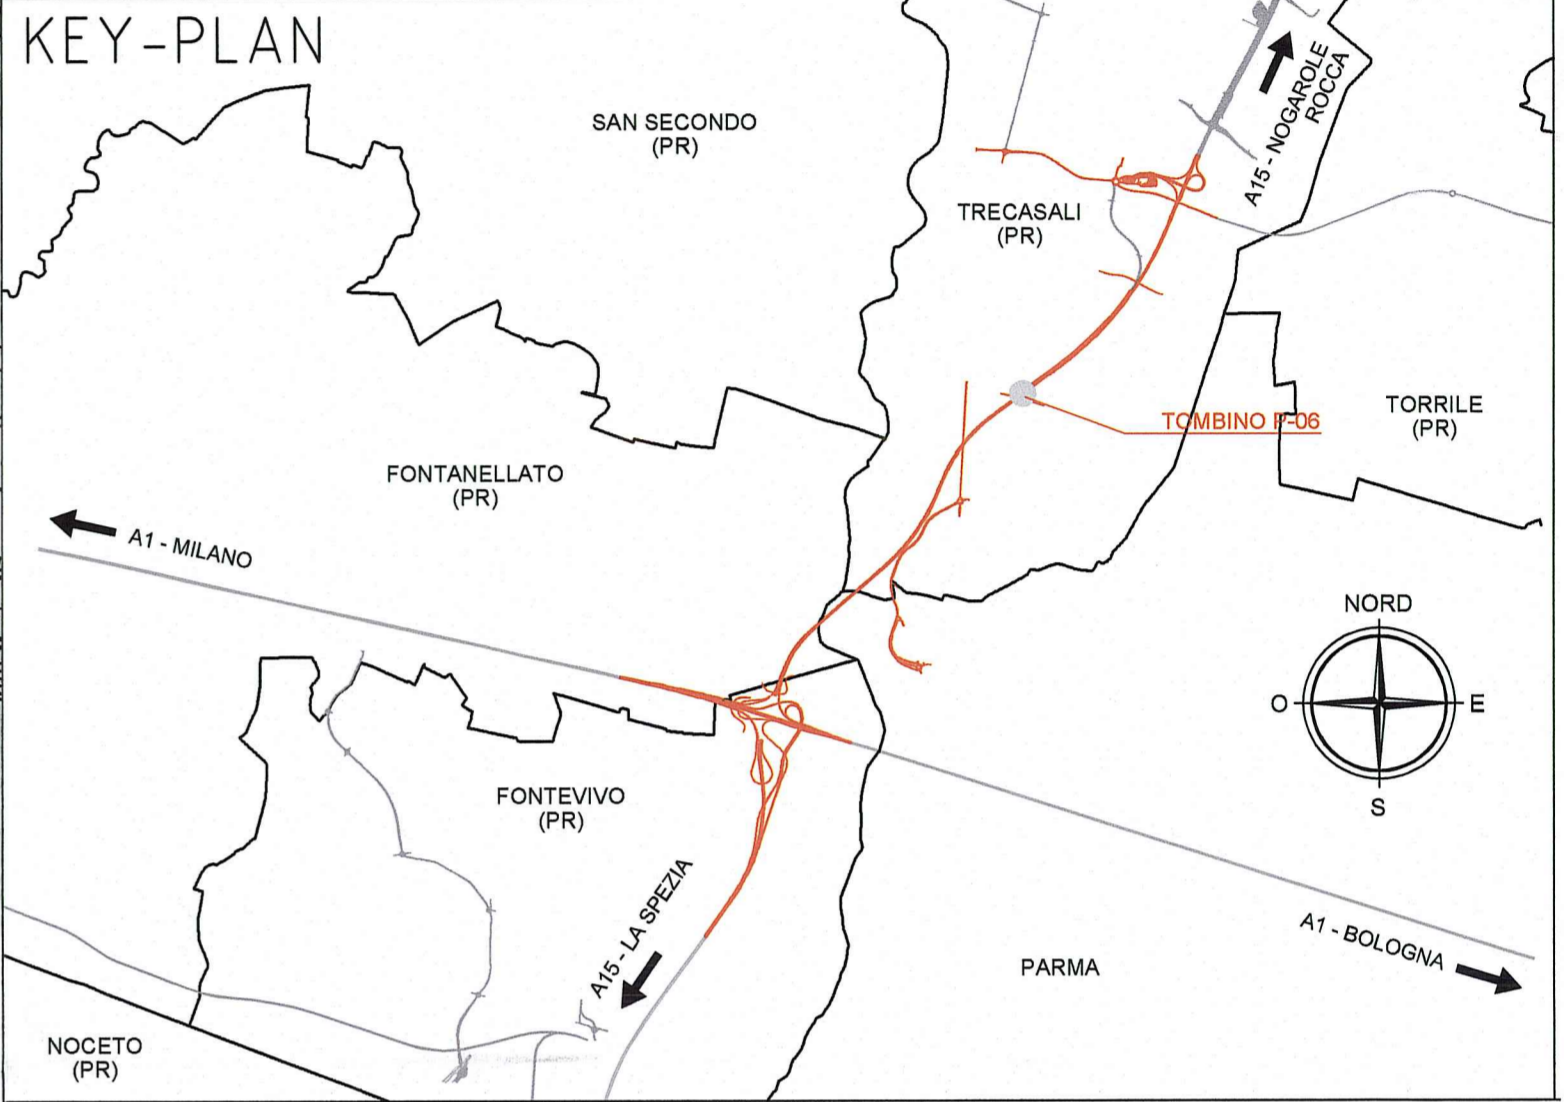 KEY-PLAN
SAN SECONDO
(PR)
A15 - NOGAROLE
ROCCA
TRECASALI
(PR)
TOMBINO P-06
TORRILE
(PR)
FONTANELLATO
(PR)
A1 - MILANO
NORD
O
E
S
FONTEVIVO
(PR)
A15 - LA SPEZIA
A1 - BOLOGNA
PARMA
NOCETO
(PR)